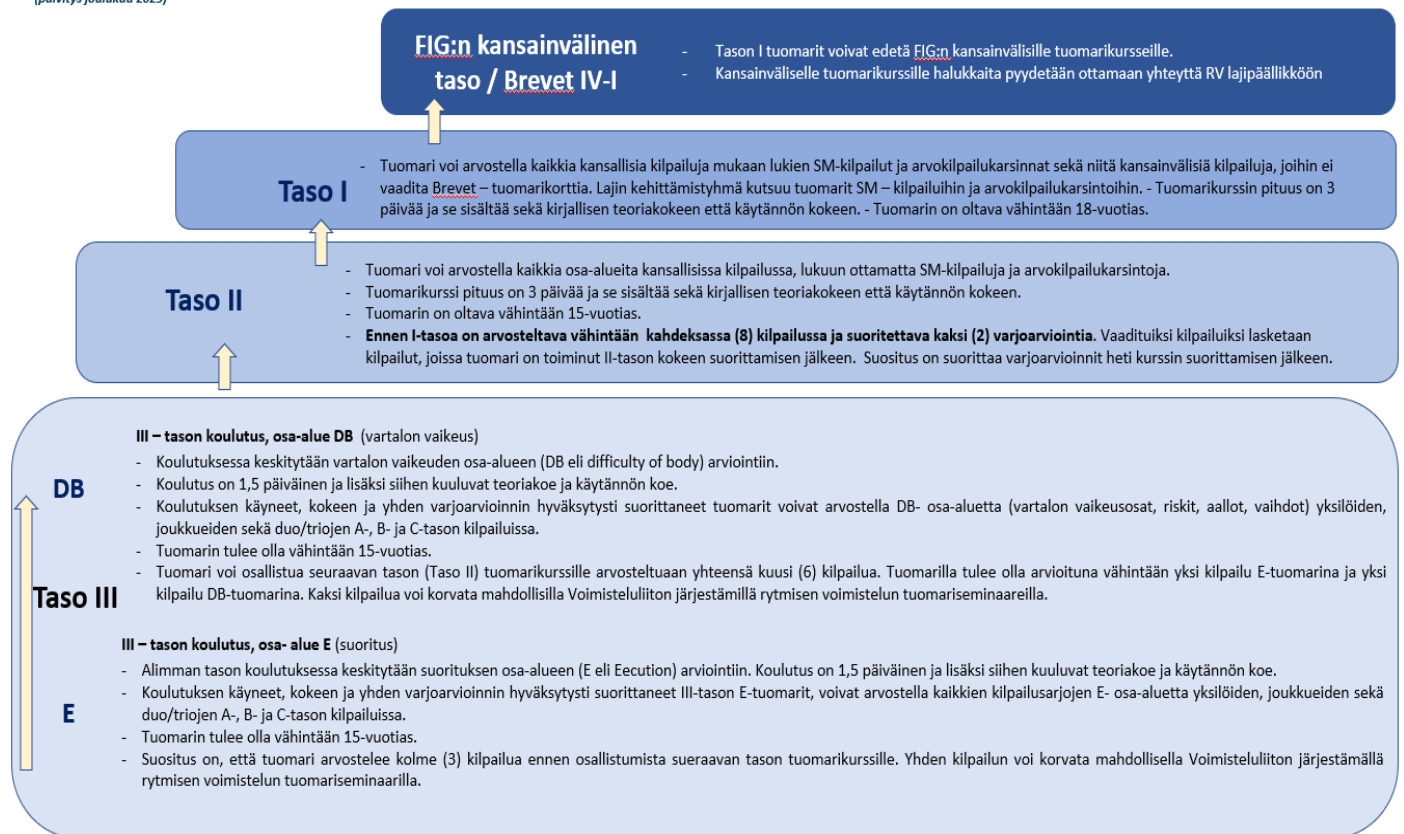 (päivitys joulukuu 2023)
FIG:n kansainvälinen
taso / Brevet IV-I
- Tason I tuomarit voivat edetä FIG:n kansainvälisille tuomarikursseille.
- Kansainväliselle tuomarikurssille halukkaita pyydetään ottamaan yhteyttä RV lajipäällikköön
Taso I
- Tuomari voi arvostella kaikkia kansallisia kilpailuja mukaan lukien SM-kilpailut ja arvokilpailukarsinnat sekä niitä kansainvälisiä kilpailuja, joihin ei
vaadita Brevet – tuomarikorttia. Lajin kehittämistyhmä kutsuu tuomarit SM – kilpailuihin ja arvokilpailukarsintoihin. - Tuomarikurssin pituus on 3
päivää ja se sisältää sekä kirjallisen teoriakokeen että käytännön kokeen. - Tuomarin on oltava vähintään 18-vuotias.
Taso II
- Tuomari voi arvostella kaikkia osa-alueita kansallisissa kilpailussa, lukuun ottamatta SM-kilpailuja ja arvokilpailukarsintoja.
- Tuomarikurssi pituus on 3 päivää ja se sisältää sekä kirjallisen teoriakokeen että käytännön kokeen.
- Tuomarin on oltava vähintään 15-vuotias.
- Ennen I-tasoa on arvosteltava vähintään kahdeksassa (8) kilpailussa ja suoritettava kaksi (2) varjoarviointia. Vaadituiksi kilpailuiksi lasketaan
kilpailut, joissa tuomari on toiminut II-tason kokeen suorittamisen jälkeen. Suositus on suorittaa varjoarvioinnit heti kurssin suorittamisen jälkeen.
III – tason koulutus, osa-alue DB (vartalon vaikeus)
- Koulutuksessa keskitytään vartalon vaikeuden osa-alueen (DB eli difficulty of body) arviointiin.
DB
- Koulutus on 1,5 päiväinen ja lisäksi siihen kuuluvat teoriakoe ja käytännön koe.
- Koulutuksen käyneet, kokeen ja yhden varjoarvioinnin hyväksytysti suorittaneet tuomarit voivat arvostella DB- osa-aluetta (vartalon vaikeusosat, riskit, aallot, vaihdot) yksilöiden,
joukkueiden sekä duo/triojen A-, B- ja C-tason kilpailuissa.
- Tuomarin tulee olla vähintään 15-vuotias.
- Tuomari voi osallistua seuraavan tason (Taso II) tuomarikurssille arvosteltuaan yhteensä kuusi (6) kilpailua. Tuomarilla tulee olla arvioituna vähintään yksi kilpailu E-tuomarina ja yksi
kilpailu DB-tuomarina. Kaksi kilpailua voi korvata mahdollisilla Voimisteluliiton järjestämillä rytmisen voimistelun tuomariseminaareilla.
Taso III
III – tason koulutus, osa- alue E (suoritus)
- Alimman tason koulutuksessa keskitytään suorituksen osa-alueen (E eli Eecution) arviointiin. Koulutus on 1,5 päiväinen ja lisäksi siihen kuuluvat teoriakoe ja käytännön koe.
- Koulutuksen käyneet, kokeen ja yhden varjoarvioinnin hyväksytysti suorittaneet III-tason E-tuomarit, voivat arvostella kaikkien kilpailusarjojen E- osa-aluetta yksilöiden, joukkueiden sekä
duo/triojen A-, B- ja C-tason kilpailuissa.
E
- Tuomarin tulee olla vähintään 15-vuotias.
- Suositus on, että tuomari arvostelee kolme (3) kilpailua ennen osallistumista sueraavan tason tuomarikurssille. Yhden kilpailun voi korvata mahdollisella Voimisteluliiton järjestämällä
rytmisen voimistelun tuomariseminaarilla.